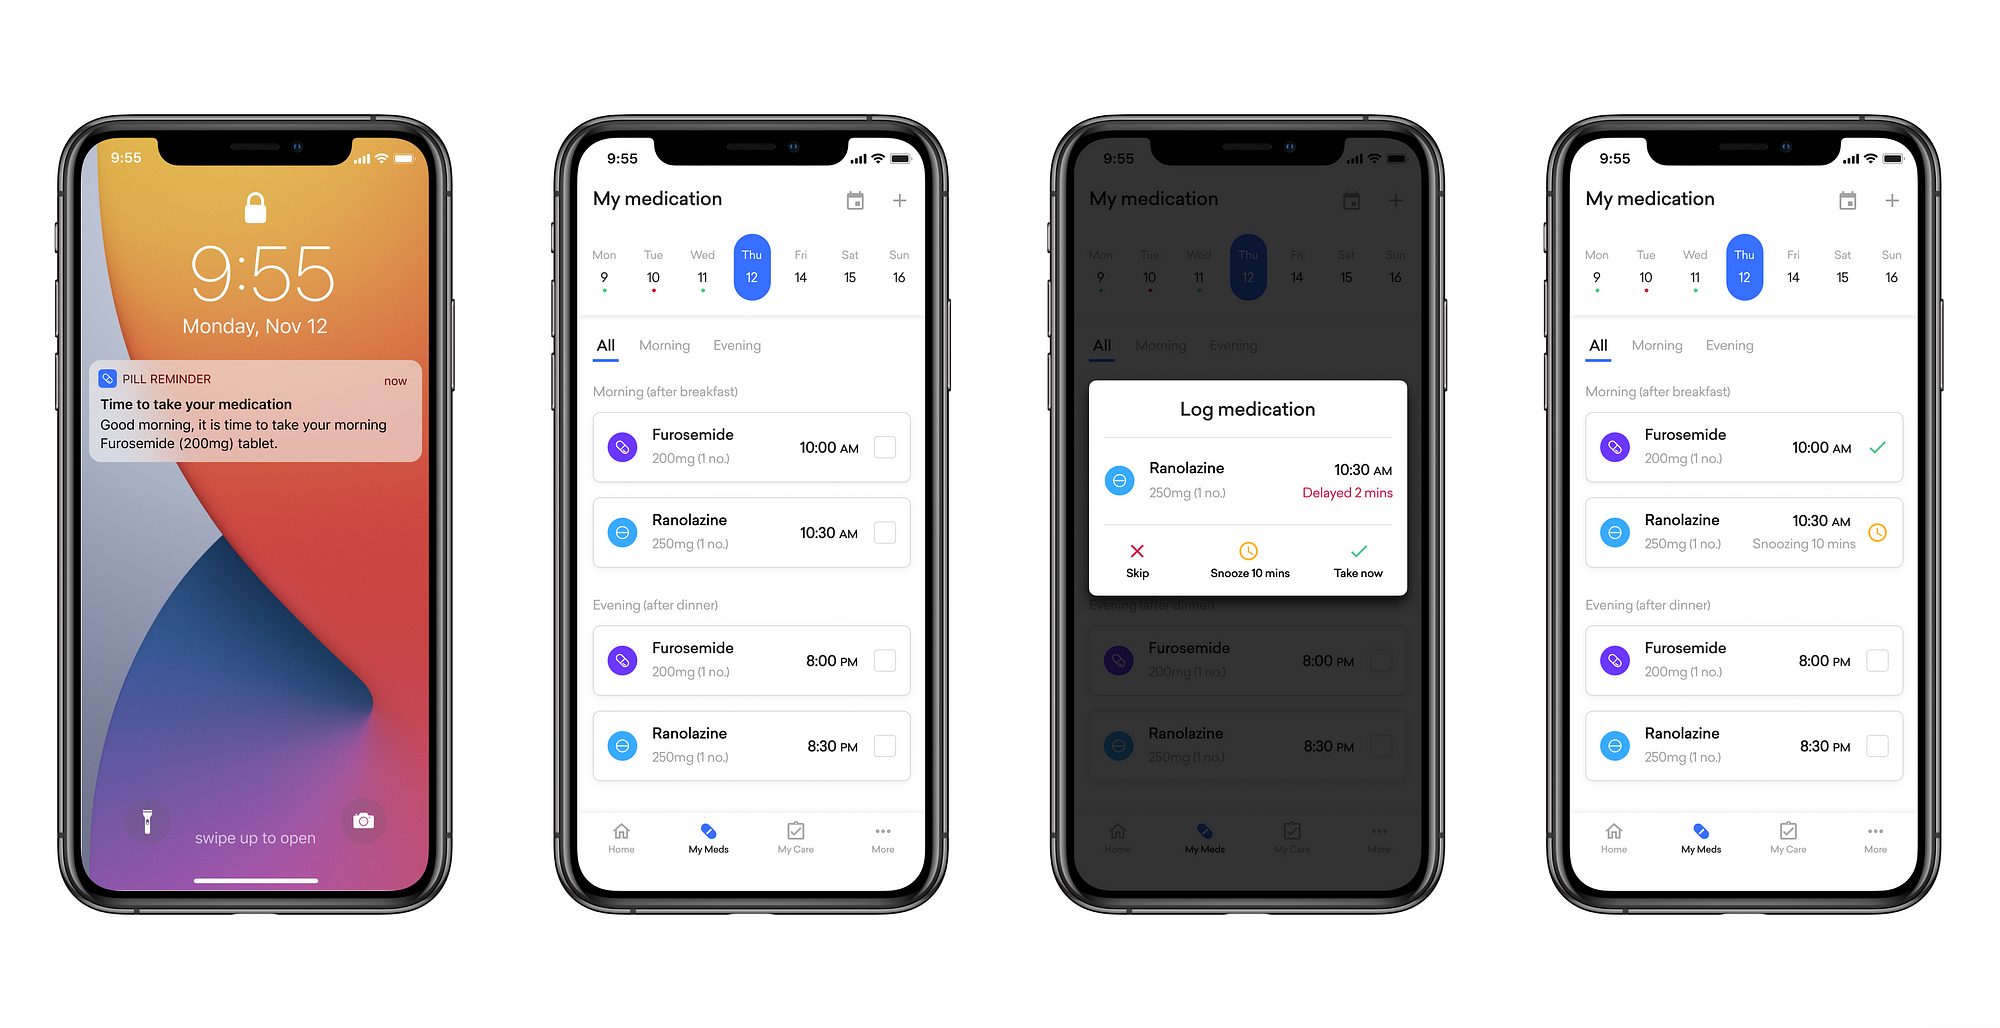 9:55
9:55
Monday, Nov 12
PILL REMINDER now
Time to take your medication
Good morning, it is time to take your morning
Furosemide (200mg) tablet.
swipe up to open
9:55
My medication
Mon Tue Wed Thu Fri Sat Sun
9 10 11 12 14 15 16
All Morning Evening
Morning (after breakfast)
Furosemide
200mg (1 no.)
10:00 AM
Ranolazine
250mg (1 no.)
10:30 AM
Evening (after dinner)
Furosemide
200mg (1 no.)
8:00 PM
Ranolazine
250mg (1 no.)
8:30 PM
Home My Meds My Care More
9:55
My medication
Mon Tue Wed Thu Fri Sat Sun
9 10 11 12 14 15 16
All Morning Evening
Log medication
Ranolazine
250mg (1 no.)
10:30 AM
Delayed 2 mins
Skip Snooze 10 mins Take now
Evening (after dinner)
Furosemide
200mg (1 no.)
8:00 PM
Ranolazine
250mg (1 no.)
8:30 PM
Home My Meds My Care More
9:55
My medication
Mon Tue Wed Thu Fri Sat Sun
9 10 11 12 14 15 16
All Morning Evening
Morning (after breakfast)
Furosemide
200mg (1 no.)
10:00 AM
Ranolazine
250mg (1 no.)
10:30 AM
Snoozing 10 mins
Evening (after dinner)
Furosemide
200mg (1 no.)
8:00 PM
Ranolazine
250mg (1 no.)
8:30 PM
Home My Meds My Care More